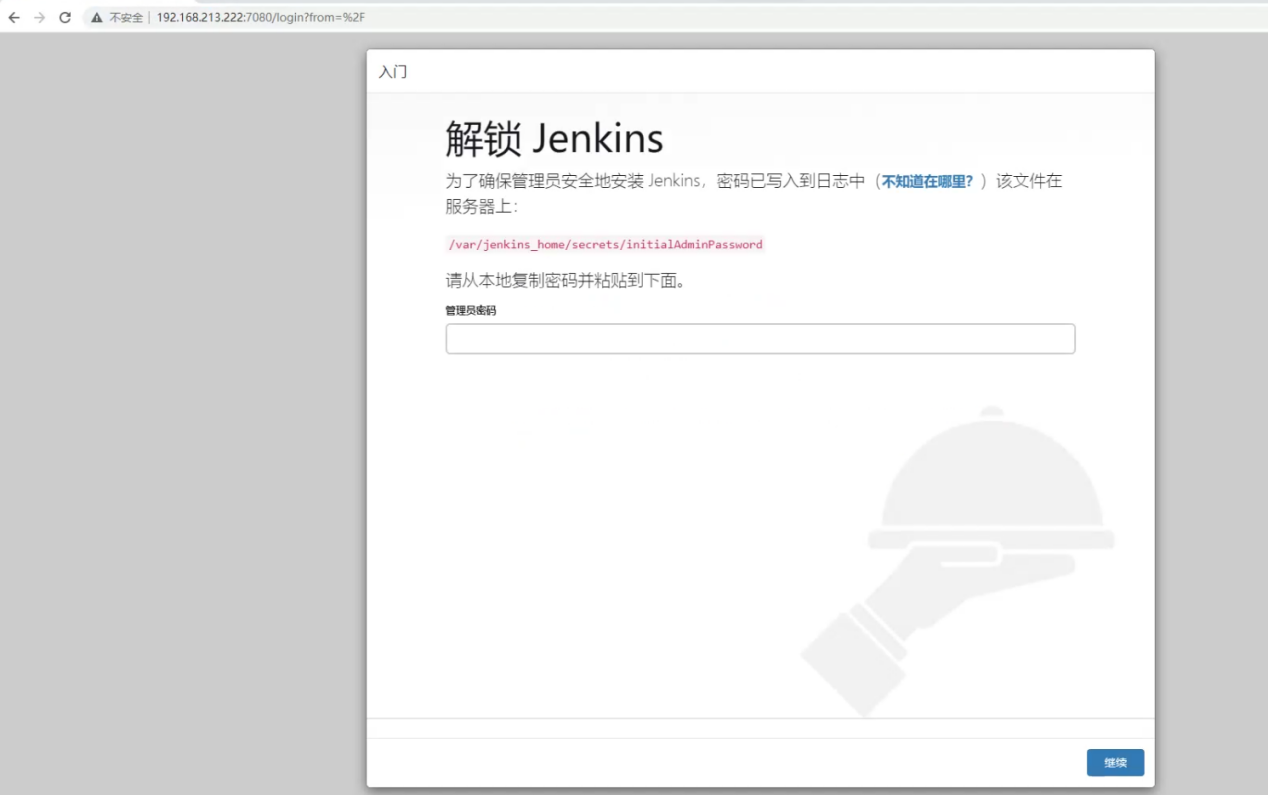 不安全 | 192.168.213.222:7080/login?from=%2F
入门
解锁 Jenkins
为了确保管理员安全地安装 Jenkins，密码已写入到日志中（不知道在哪里？）该文件在
服务器上：
/var/jenkins_home/secrets/initialAdminPassword
请从本地复制密码并粘贴到下面。
管理员密码
继续